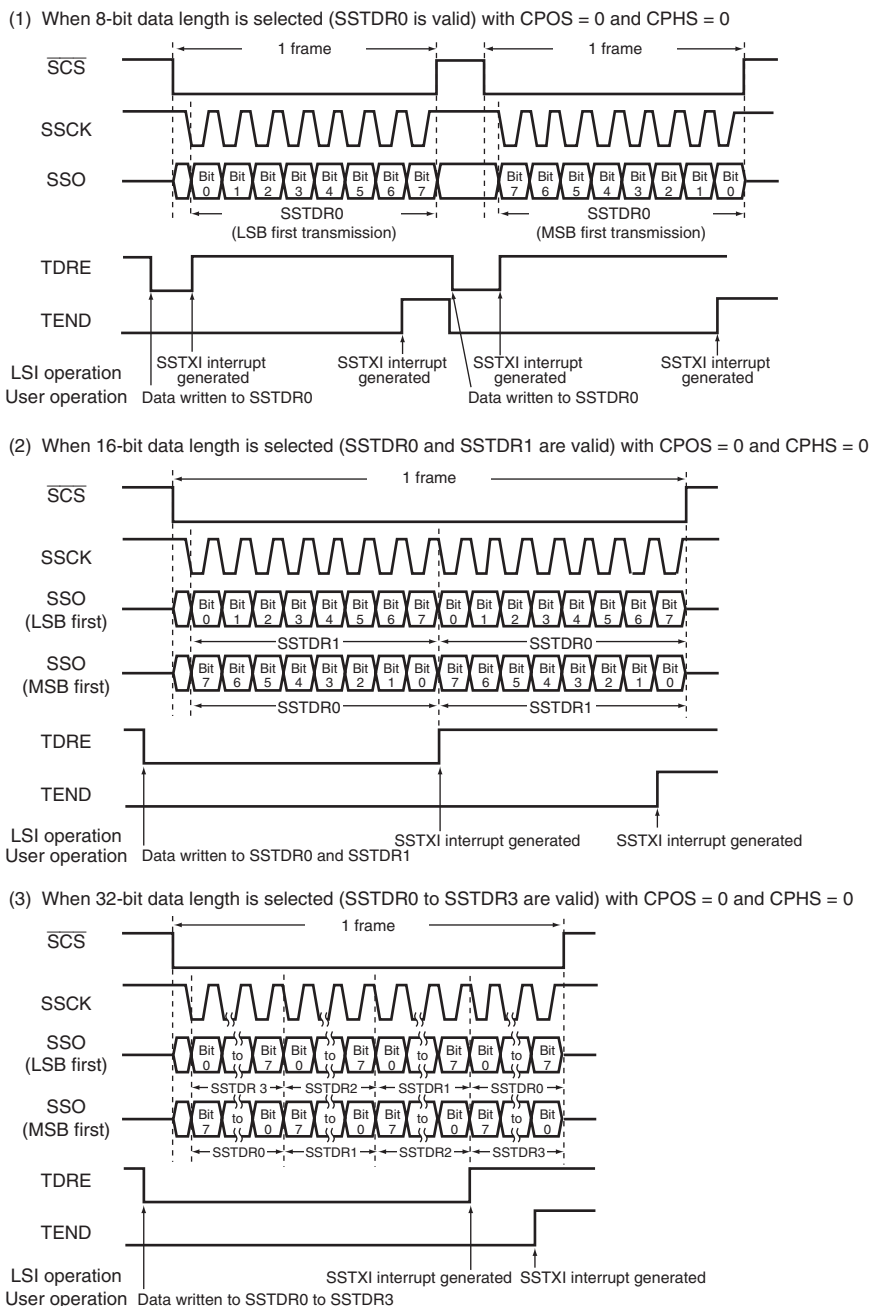 (1) When 8-bit data length is selected (SSTDR0 is valid) with CPOS = 0 and CPHS = 0
1 frame 1 frame
SCS
SSCK
SSO Bit 0 Bit 1 Bit 2 Bit 3 Bit 4 Bit 5 Bit 6 Bit 7 Bit 7 Bit 6 Bit 5 Bit 4 Bit 3 Bit 2 Bit 1 Bit 0
SSTDR0 SSTDR0
(LSB first transmission) (MSB first transmission)
TDRE
TEND
LSI operation SSTXI interrupt generated SSTXI interrupt generated SSTXI interrupt generated SSTXI interrupt generated
User operation Data written to SSTDR0 Data written to SSTDR0
(2) When 16-bit data length is selected (SSTDR0 and SSTDR1 are valid) with CPOS = 0 and CPHS = 0
1 frame
SCS
SSCK
SSO (LSB first) Bit 0 Bit 1 Bit 2 Bit 3 Bit 4 Bit 5 Bit 6 Bit 7 Bit 0 Bit 1 Bit 2 Bit 3 Bit 4 Bit 5 Bit 6 Bit 7
SSTDR1 SSTDR0
SSO (MSB first) Bit 7 Bit 6 Bit 5 Bit 4 Bit 3 Bit 2 Bit 1 Bit 0 Bit 7 Bit 6 Bit 5 Bit 4 Bit 3 Bit 2 Bit 1 Bit 0
SSTDR0 SSTDR1
TDRE
TEND
LSI operation SSTXI interrupt generated SSTXI interrupt generated
User operation Data written to SSTDR0 and SSTDR1
(3) When 32-bit data length is selected (SSTDR0 to SSTDR3 are valid) with CPOS = 0 and CPHS = 0
1 frame
SCS
SSCK
SSO (LSB first) Bit 0 to Bit 7 Bit 0 to Bit 7 Bit 0 to Bit 7 Bit 0 to Bit 7
SSTDR 3 SSTDR2 SSTDR1 SSTDR0
SSO (MSB first) Bit 7 to Bit 0 Bit 7 to Bit 0 Bit 7 to Bit 0 Bit 7 to Bit 0
SSTDR0 SSTDR1 SSTDR2 SSTDR3
TDRE
TEND
LSI operation SSTXI interrupt generated SSTXI interrupt generated
User operation Data written to SSTDR0 to SSTDR3